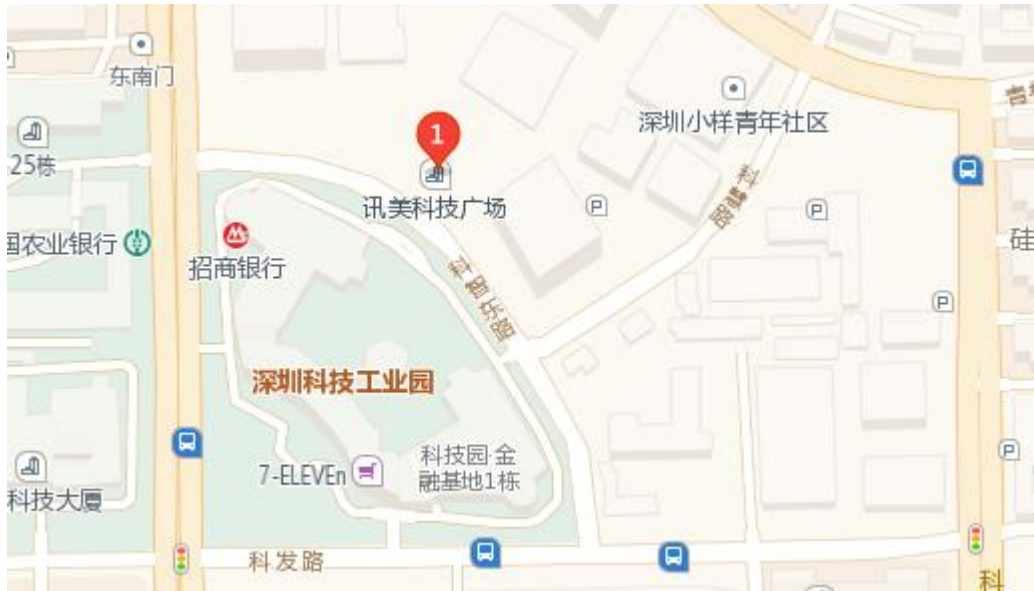 东南门
25栋
国农业银行
招商银行
1
讯美科技广场
深圳小样青年社区
P
科
智
东
路
P
硅
P
深圳科技工业园
7-ELEVEn
科技园·金
融基地1栋
科技大厦
P
科发路
科